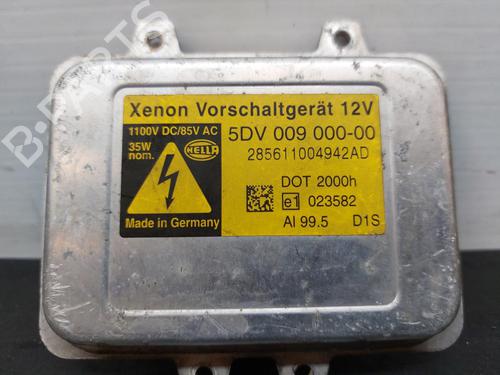 Xenon Vorschaltgerät 12V
1100V DC/85V AC
35W
nom.
HELLA
5DV 009 000-00
285611004942AD
DOT 2000h
e1 023582
Made in Germany
Al 99.5 D1S
B-PARTS